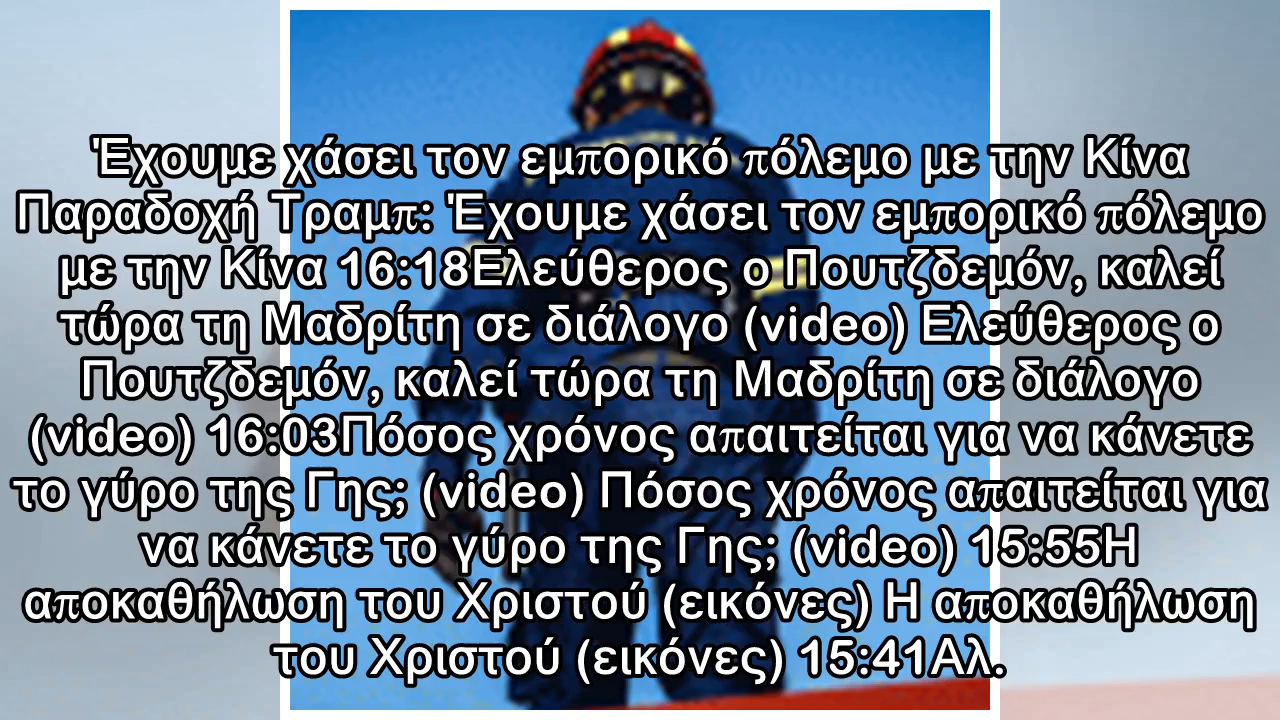 Έχουμε χάσει τον εμπορικό πόλεμο με την Κίνα
Παραδοχή Τραμπ: Έχουμε χάσει τον εμπορικό πόλεμο
με την Κίνα 16:18Ελεύθερος ο Πουτζδεμόν, καλεί
τώρα τη Μαδρίτη σε διάλογο (video) Ελεύθερος ο
Πουτζδεμόν, καλεί τώρα τη Μαδρίτη σε διάλογο
(video) 16:03Πόσος χρόνος απαιτείται για να κάνετε
το γύρο της Γης; (video) Πόσος χρόνος απαιτείται για
να κάνετε το γύρο της Γης; (video) 15:55Η
αποκαθήλωση του Χριστού (εικόνες) Η αποκαθήλωση
του Χριστού (εικόνες) 15:41Αλ.